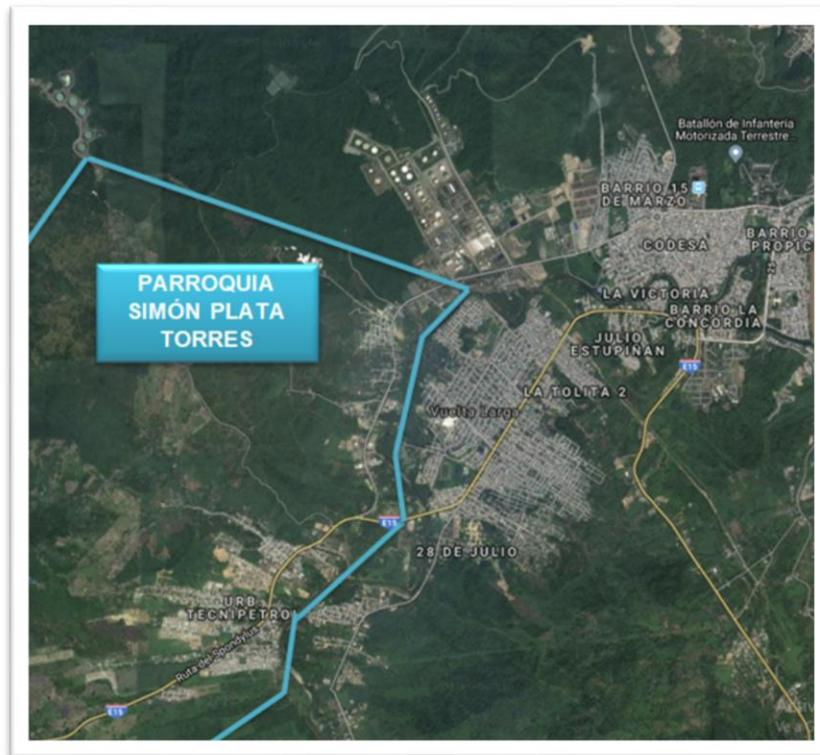 Batallón de Infantería
Motorizada Terrestre...
BARRIO 15
DE MARZO
CODESA
BARRIO
PROPIC
PARROQUIA
SIMÓN PLATA
TORRES
LA VICTORIA
BARRIO LA
CONCORDIA
JULIO
ESTUPIÑAN
E15
LA TOLITA 2
Vuelta Larga
E15
28 DE JULIO
URB
TECNIPETROL
Ruta del Spondylus
E15